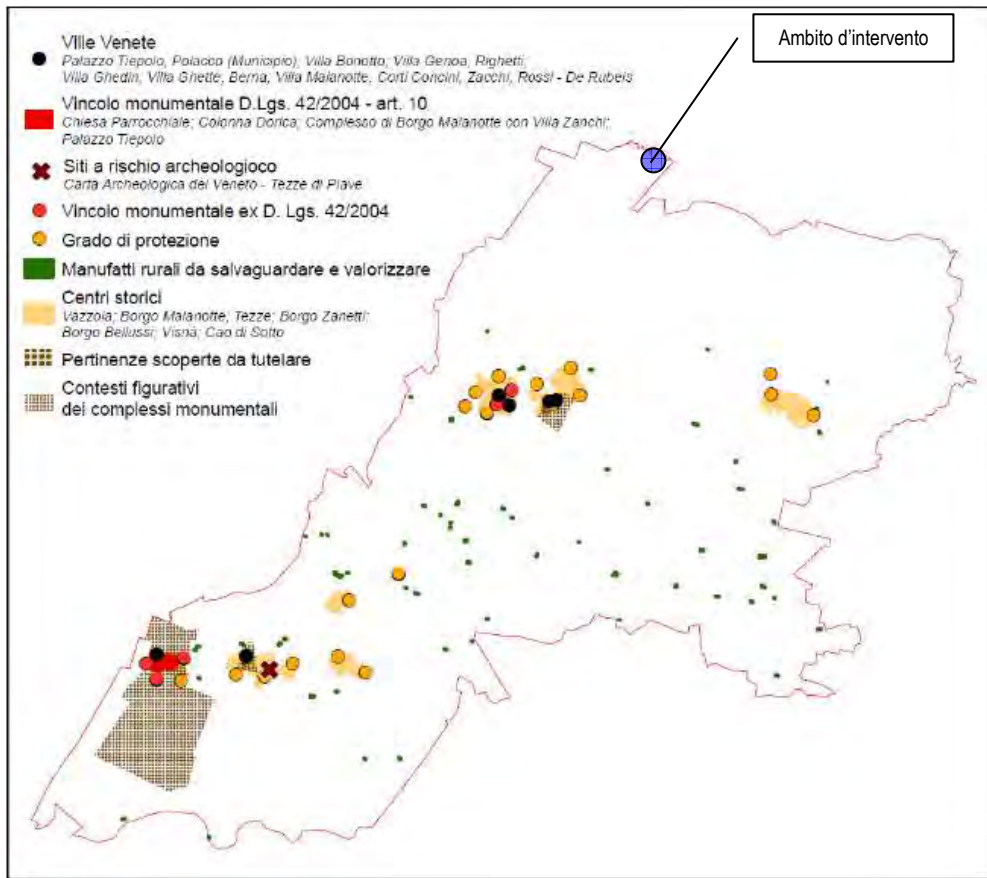 Ambito d'intervento
Ville Venete
Palazzo Tiepolo, Polacco (Municipio), Villa Bonotto; Villa Genoa, Righetti;
Villa Ghedin, Villa Ghette, Berna, Villa Malanotte, Corti Concini, Zacchi, Rossi - De Rubeis
Vincolo monumentale D.Lgs. 42/2004 - art. 10
Chiesa Parrocchiale; Colonna Dorica; Complesso di Borgo Malanotte con Villa Zanchi;
Palazzo Tiepolo
Siti a rischio archeologioco
Carta Archeologica del Veneto - Tezze di Piave
Vincolo monumentale ex D. Lgs. 42/2004
Grado di protezione
Manufatti rurali da salvaguardare e valorizzare
Centri storici
Vazzola; Borgo Malanotte, Tezze; Borgo Zanetti;
Borgo Bellussi; Visnà; Cao di Sotto
Pertinenze scoperte da tutelare
Contesti figurativi
dei complessi monumentali